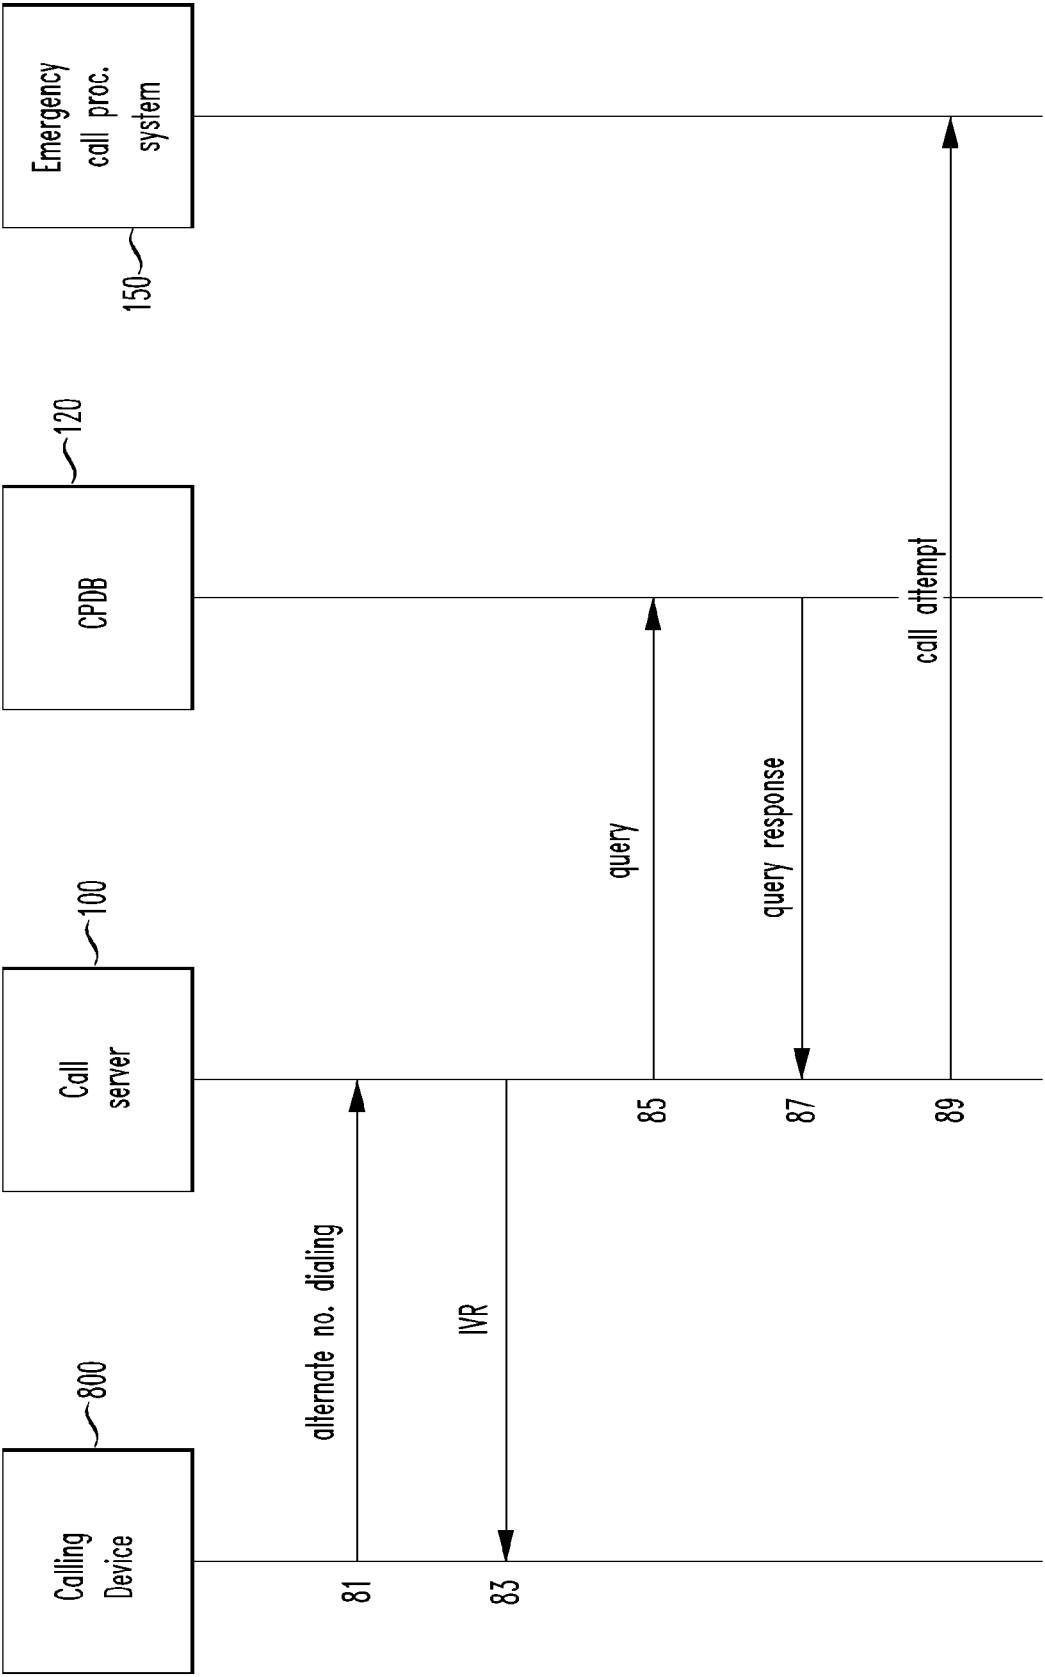 Calling
Device
800
Call
server
100
CPDB
120
Emergency
call proc.
system
150
81
alternate no. dialing
83
IVR
85
query
87
query response
89
call attempt